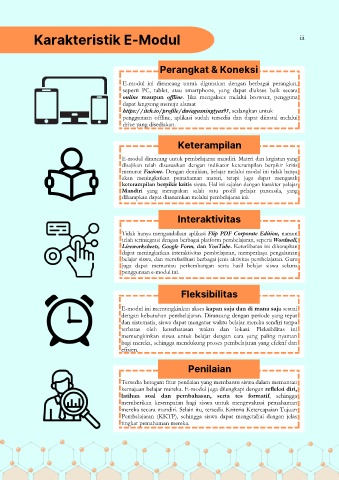 Karakteristik E-Modul
iii
Perangkat & Koneksi
E-modul ini dirancang untuk digunakan dengan berbagai perangkat,
seperti PC, tablet, atau smartphone, yang dapat diakses baik secara
online maupun offline. Jika mengakses melalui browser, pengguna
dapat langsung menuju alamat
sedangkan untuk
penggunaan offline, aplikasi sudah tersedia dan dapat diinstal melalui
drive yang disediakan.
Keterampilan
E-modul dirancang untuk pembelajaran mandiri. Materi dan kegiatan yang
disajikan telah disesuaikan dengan indikator keterampilan berpikir kritis
menurut Facione. Dengan demikian, belajar melalui modul ini tidak hanya
akan meningkatkan pemahaman materi, tetapi juga dapat mengasah
keterampilan berpikir kritis siswa. Hal ini sejalan dengan karakter pelajar
Mandiri yang merupakan salah satu profil pelajar pancasila, yang
diharapkan dapat ditanamkan melalui pembelajaran ini.
Interaktivitas
Tidak hanya mengandalkan aplikasi Flip PDF Corporate Edition, namun
telah terintegrasi dengan berbagai platform pembelajaran, seperti Wordwall,
Liveworksheets, Google Form, dan YouTube. Keterlibatan ini diharapkan
dapat meningkatkan interaktivitas pembelajaran, memperkaya pengalaman
belajar siswa, dan memfasilitasi berbagai jenis aktivitas pembelajaran. Guru
juga dapat memantau perkembangan serta hasil belajar siswa selama
penggunaan e-modul ini.
Fleksibilitas
E-modul ini memungkinkan akses kapan saja dan di mana saja sesuai
dengan kebutuhan pembelajaran. Dirancang dengan periode yang tepat
dan sistematis, siswa dapat mengatur waktu belajar mereka sendiri tanpa
terbatas oleh keterbatasan waktu dan lokasi. Fleksibilitas ini
memungkinkan siswa untuk belajar dengan cara yang paling nyaman
bagi mereka, sehingga mendukung proses pembelajaran yang efektif dan
efisien.
Penilaian
Tersedia beragam fitur penilaian yang membantu siswa dalam memantau
kemajuan belajar mereka. E-modul juga dilengkapi dengan refleksi diri,
latihan soal dan pembahasan, serta tes formatif, sehingga
memberikan kesempatan bagi siswa untuk mengevaluasi pemahaman
mereka secara mandiri. Selain itu, tersedia Kriteria Ketercapaian Tujuan
Pembelajaran (KKTP), sehingga siswa dapat mengetahui dengan jelas
tingkat pemahaman mereka.